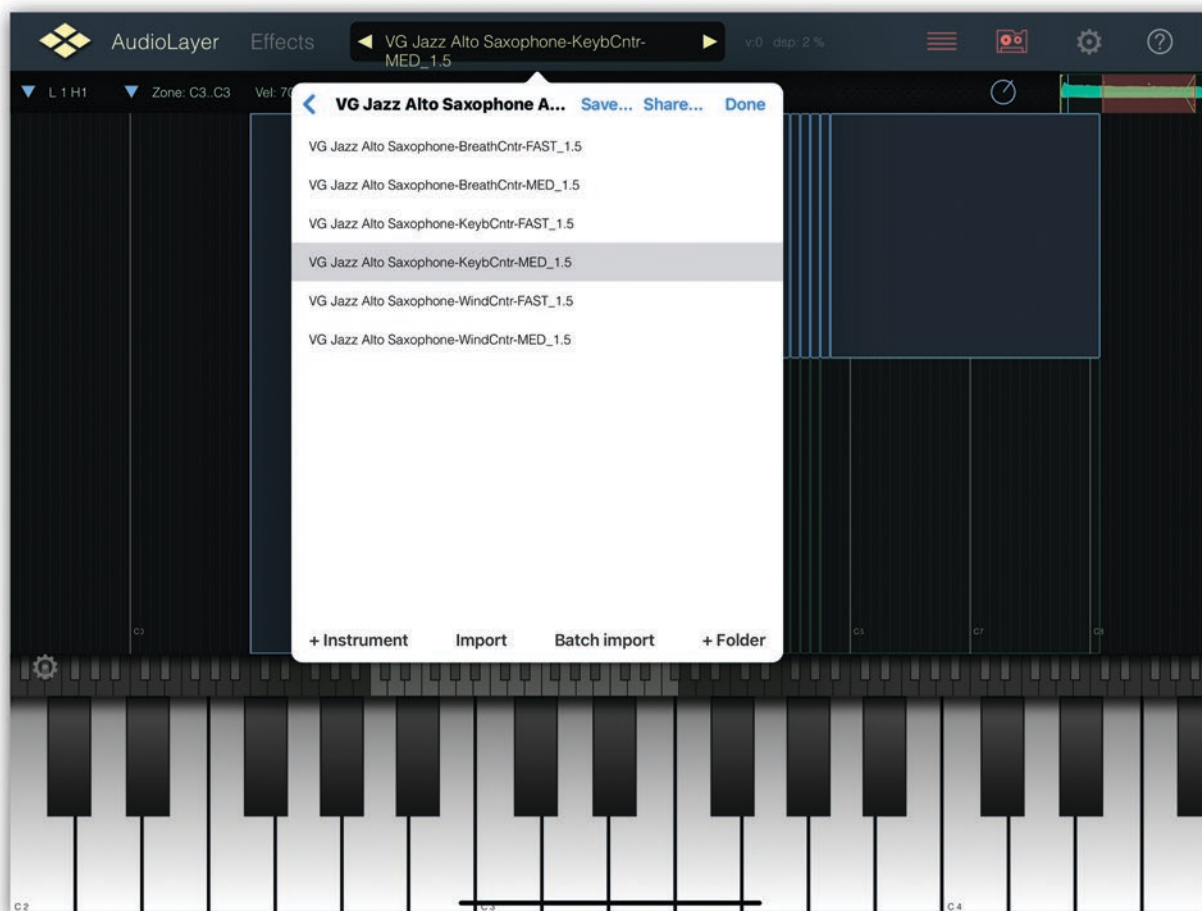 AudioLayer
Effects
VG Jazz Alto Saxophone-KeybCntr-
MED_1.5
v:0 dsp: 2 %
?
L 1 H1
Zone: C3..C3
Vel: 70
VG Jazz Alto Saxophone A...
Save...
Share...
Done
VG Jazz Alto Saxophone-BreathCntr-FAST_1.5
VG Jazz Alto Saxophone-BreathCntr-MED_1.5
VG Jazz Alto Saxophone-KeybCntr-FAST_1.5
VG Jazz Alto Saxophone-KeybCntr-MED_1.5
VG Jazz Alto Saxophone-WindCntr-FAST_1.5
VG Jazz Alto Saxophone-WindCntr-MED_1.5
+ Instrument
Import
Batch import
+ Folder
C7
C8
C2
C3
C4